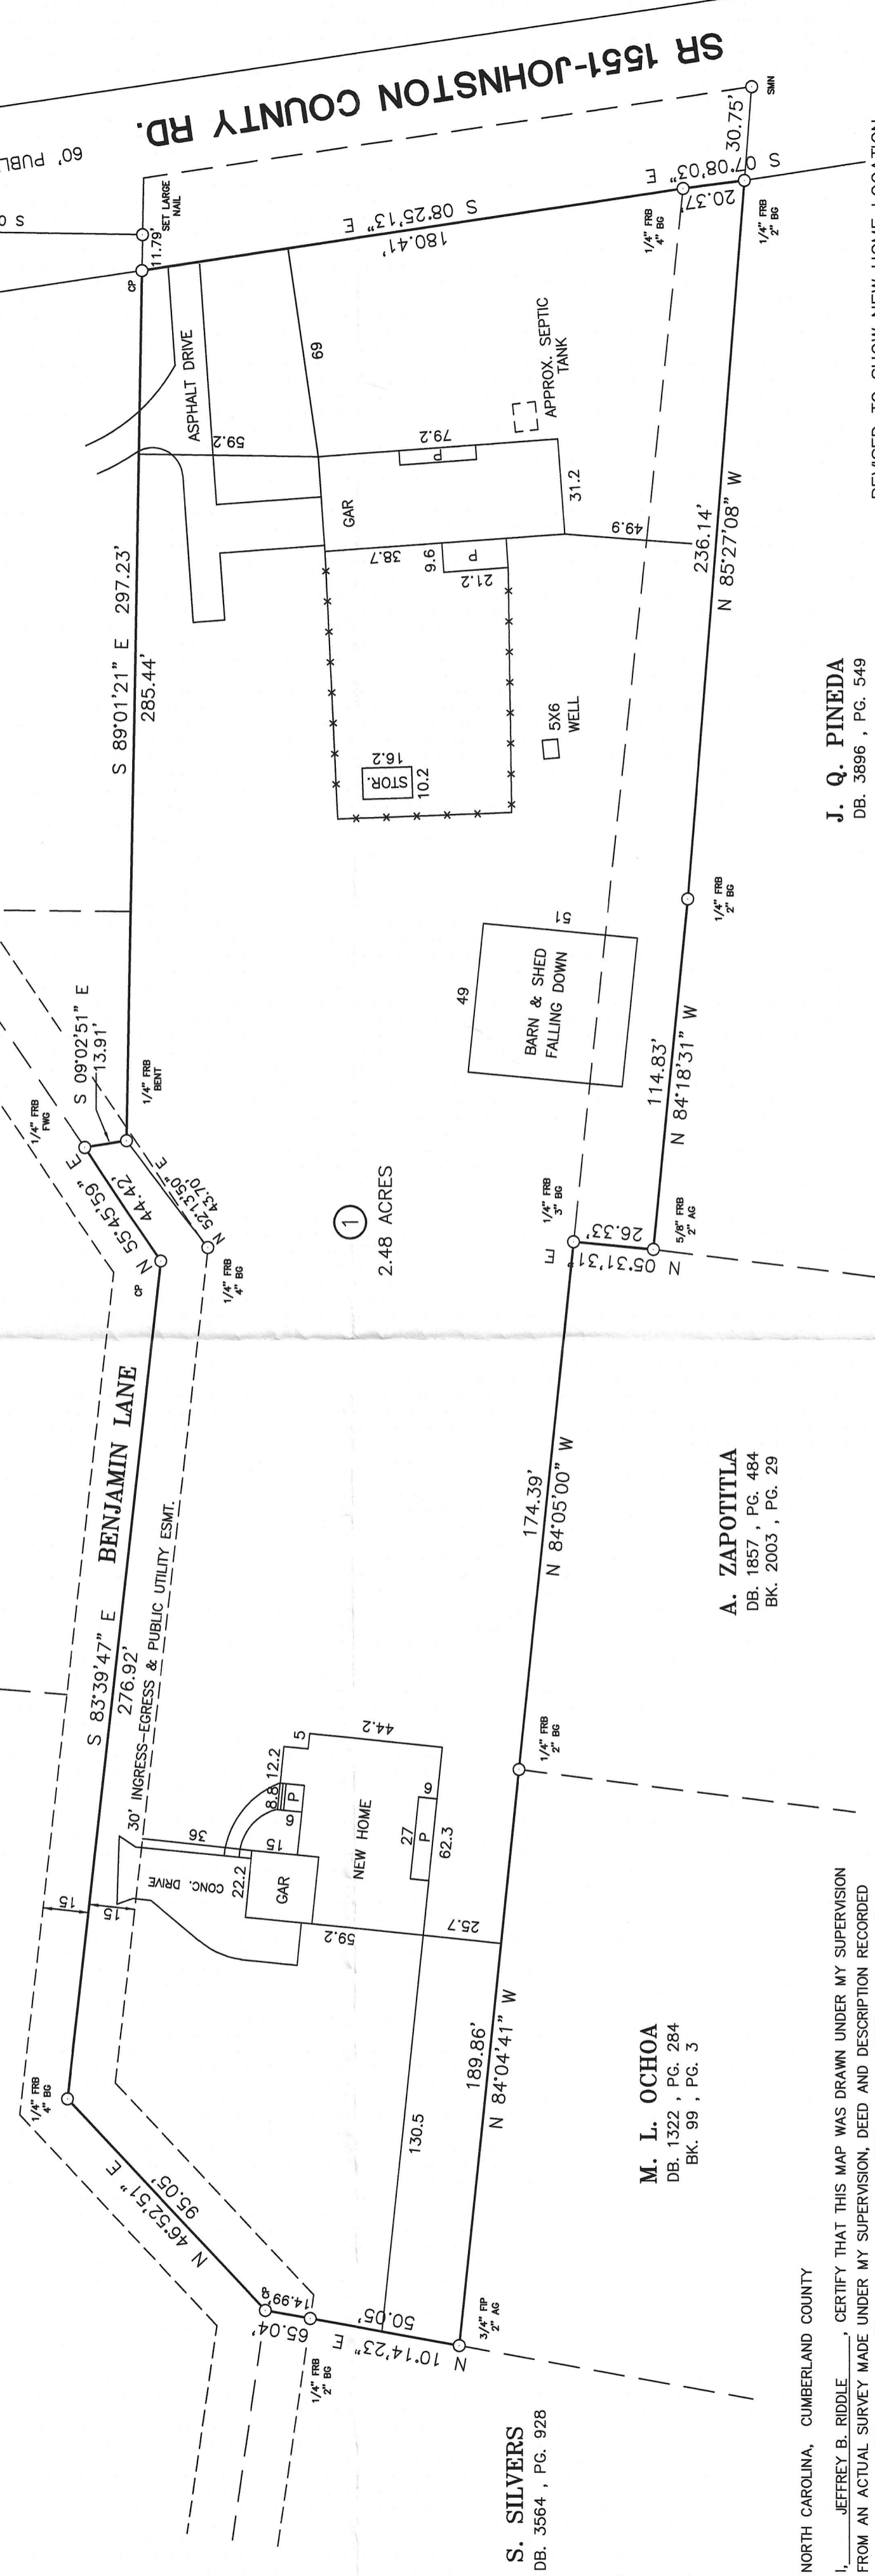 SR 1551-JOHNSTON COUNTY RD.
60' PUBL
S 0
11.79'
SET LARGE
NAIL
CP
S 08°25'13" E
180.41'
S 07°08'03" E
20.37'
30.75'
SMN
1/4" FRB
4" BG
1/4" FRB
2" BG
ASPHALT DRIVE
59.2
69
GAR
79.2
P
APPROX. SEPTIC
TANK
31.2
49.9
38.7
9.6
P
21.2
236.14'
N 85°27'08" W
S 89°01'21" E 297.23'
285.44'
STOR.
16.2
10.2
5X6
WELL
REVISED TO SHOW NEW HOME LOCATION
J. Q. PINEDA
DB. 3896 , PG. 549
1/4" FRB
2" BG
BARN & SHED
FALLING DOWN
49
51
114.83'
N 84°18'31" W
S 09°02'51" E
13.91'
1/4" FRB
BENT
1/4" FRB
FWG
N 55°45'59" E
44.42'
N 52°13'50" E
43.70'
CP
1/4" FRB
4" BG
1
2.48 ACRES
1/4" FRB
3" BG
N 05°31'31" E
26.33'
5/8" FRB
2" AG
BENJAMIN LANE
S 83°39'47" E
276.92'
30' INGRESS-EGRESS & PUBLIC UTILITY ESMT.
174.39'
N 84°05'00" W
A. ZAPOTITLA
DB. 1857 , PG. 484
BK. 2003 , PG. 29
1/4" FRB
2" BG
5
12.2
8.8
P
6
44.2
36
15
CONC. DRIVE
22.2
GAR
NEW HOME
27
P
6
62.3
59.2
25.7
15
15
130.5
189.86'
N 84°04'41" W
1/4" FRB
4" BG
N 46°52'51" E
95.05'
CP
14.99'
65.04'
50.05'
N 10°14'23" E
1/4" FRB
2" BG
3/4" FIP
2" AG
M. L. OCHOA
DB. 1322 , PG. 284
BK. 99 , PG. 3
S. SILVERS
DB. 3564 , PG. 928
NORTH CAROLINA, CUMBERLAND COUNTY
I, JEFFREY B. RIDDLE , CERTIFY THAT THIS MAP WAS DRAWN UNDER MY SUPERVISION
FROM AN ACTUAL SURVEY MADE UNDER MY SUPERVISION, DEED AND DESCRIPTION RECORDED